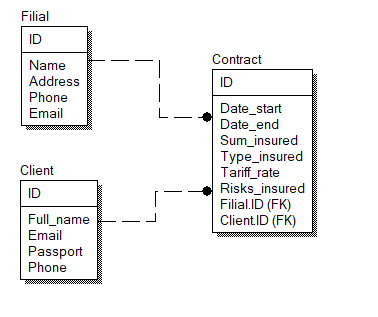 Filial
ID
Name
Address
Phone
Email
Contract
ID
Date_start
Date_end
Sum_insured
Type_insured
Tariff_rate
Risks_insured
Filial.ID (FK)
Client.ID (FK)
Client
ID
Full_name
Email
Passport
Phone